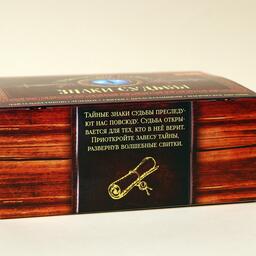 ЗНАКИ СУДЬБЫ
ТАЙНЫЕ ЗНАКИ СУДЬБЫ ПРЕСЛЕДУ-
ЮТ НАС ПОВСЮДУ. СУДЬБА ОТКРЫ-
ВАЕТСЯ ДЛЯ ТЕХ, КТО В НЕЁ ВЕРИТ.
ПРИОТКРОЙТЕ ЗАВЕСУ ТАЙНЫ,
РАЗВЕРНУВ ВОЛШЕБНЫЕ СВИТКИ.